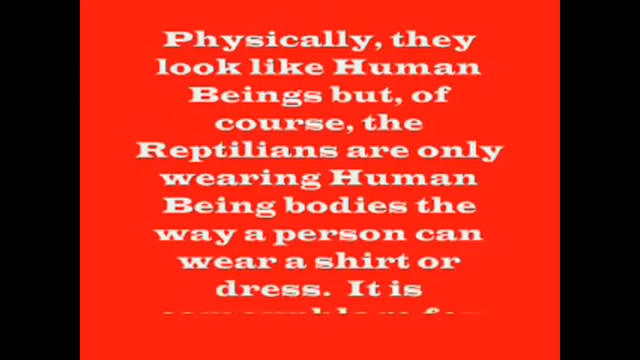 Physically, they
look like Human
Beings but, of
course, the
Reptilians are only
wearing Human
Being bodies the
way a person can
wear a shirt or
dress.  It is